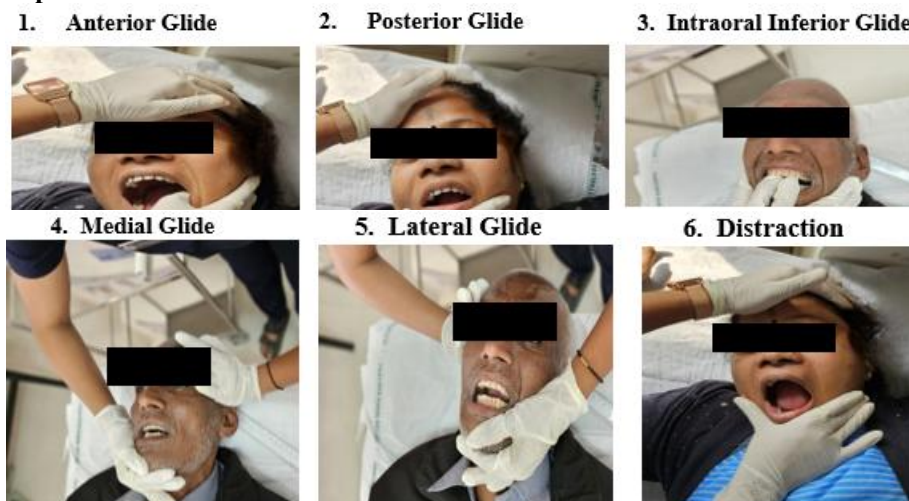 1. Anterior Glide
2. Posterior Glide
3. Intraoral Inferior Glide
4. Medial Glide
5. Lateral Glide
6. Distraction